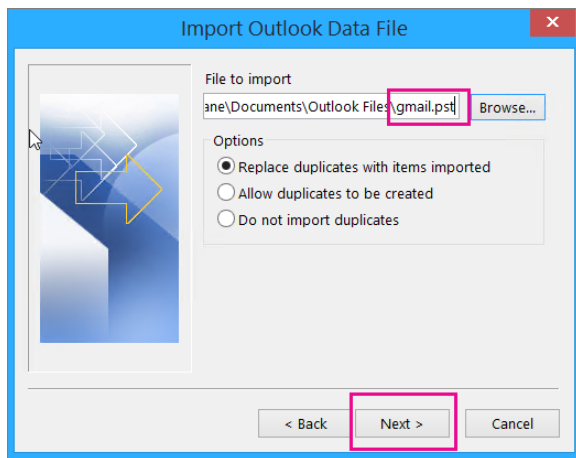 Import Outlook Data File
File to import
ane\Documents\Outlook Files\gmail.pst
Browse...
Options
Replace duplicates with items imported
Allow duplicates to be created
Do not import duplicates
< Back
Next >
Cancel